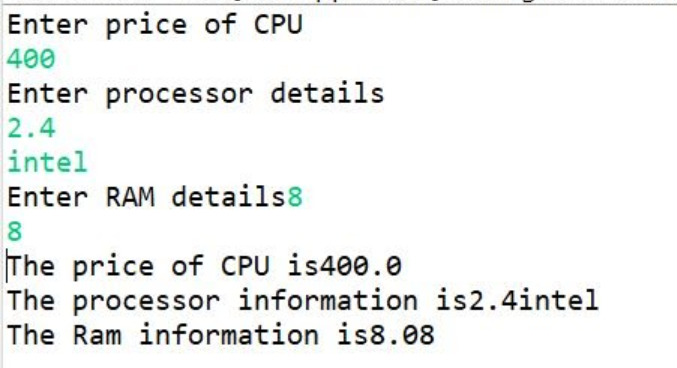 Enter price of CPU
400
Enter processor details
2.4
intel
Enter RAM details8
8
The price of CPU is400.0
The processor information is2.4intel
The Ram information is8.08